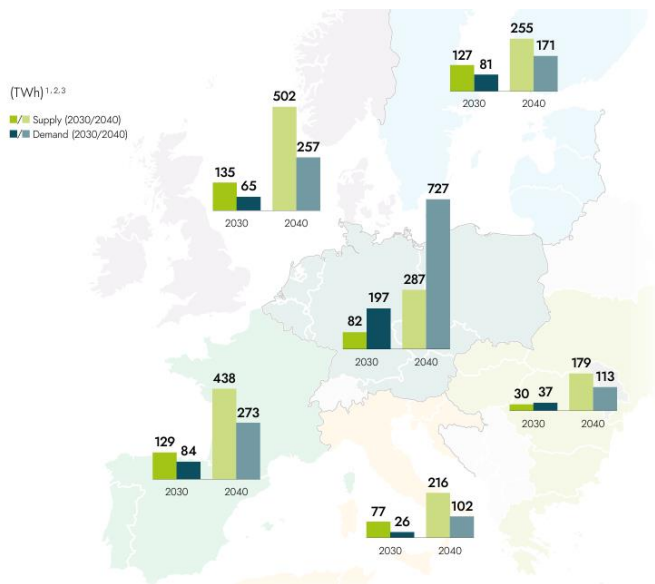 127 81 255 171
2030 2040
(TWh) 1, 2, 3
Supply (2030/2040)
Demand (2030/2040)
135 65 502 257
2030 2040
82 197 287 727
2030 2040
30 37 179 113
2030 2040
129 84 438 273
2030 2040
77 26 216 102
2030 2040